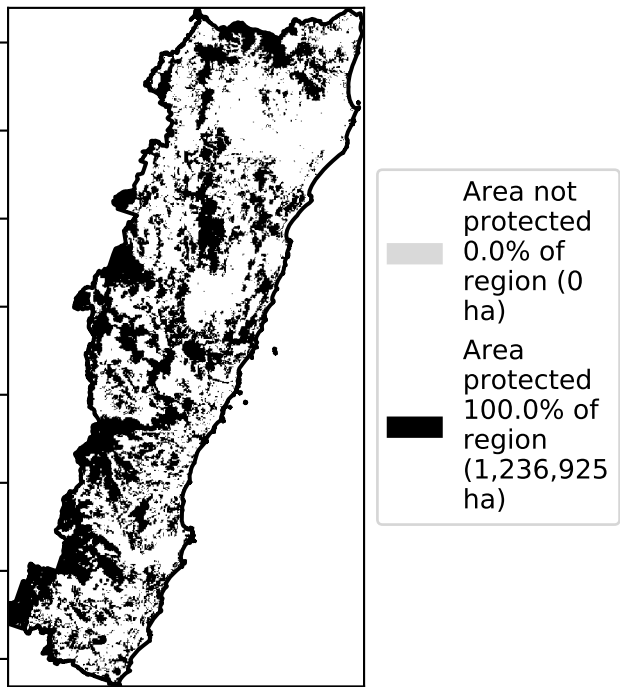 Area not
protected
0.0% of
region (0
ha)
Area
protected
100.0% of
region
(1,236,925
ha)